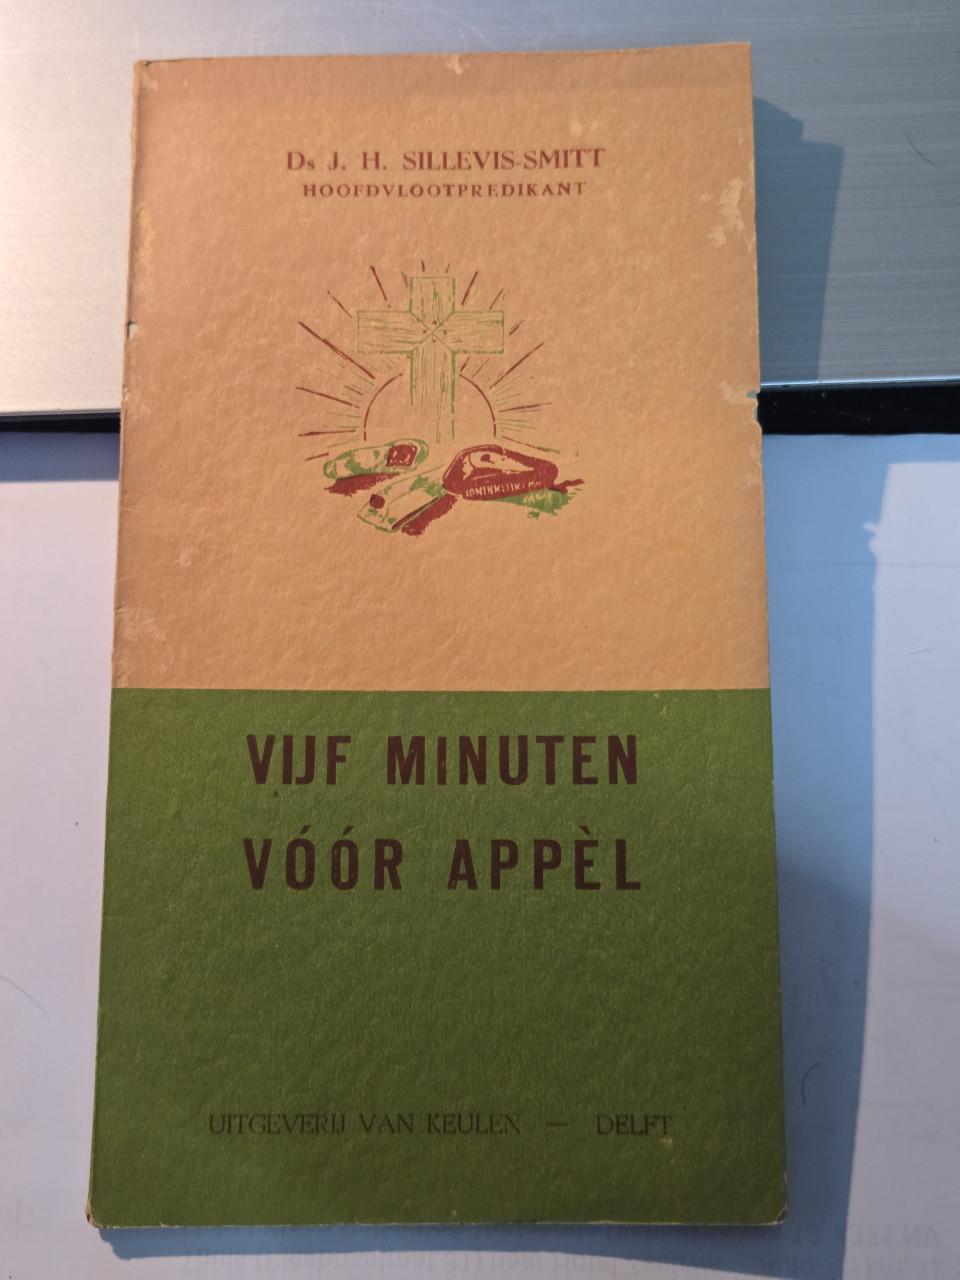 Ds J. H. SILLEVIS-SMITT
HOOFDVLOOTPREDIKANT
VIJF MINUTEN
VÓÓR APPÈL
UITGEVERIJ VAN KEULEN — DELFT